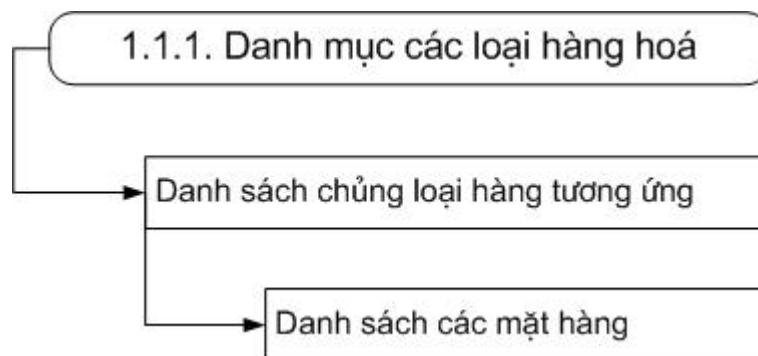 1.1.1. Danh mục các loại hàng hoá
Danh sách chủng loại hàng tương ứng
Danh sách các mặt hàng